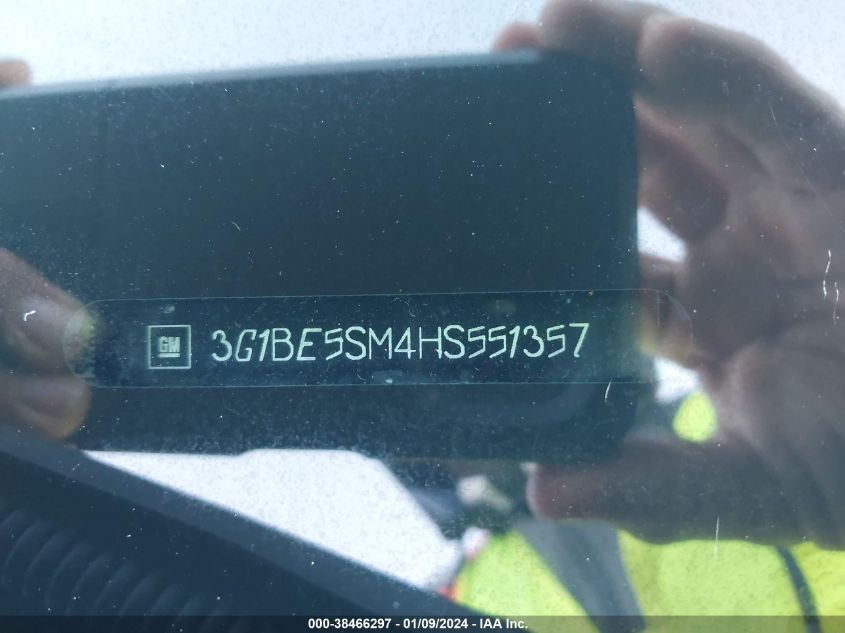 GM 3G1BE5SM4HS551357
000-38466297 - 01/09/2024 - IAA Inc.